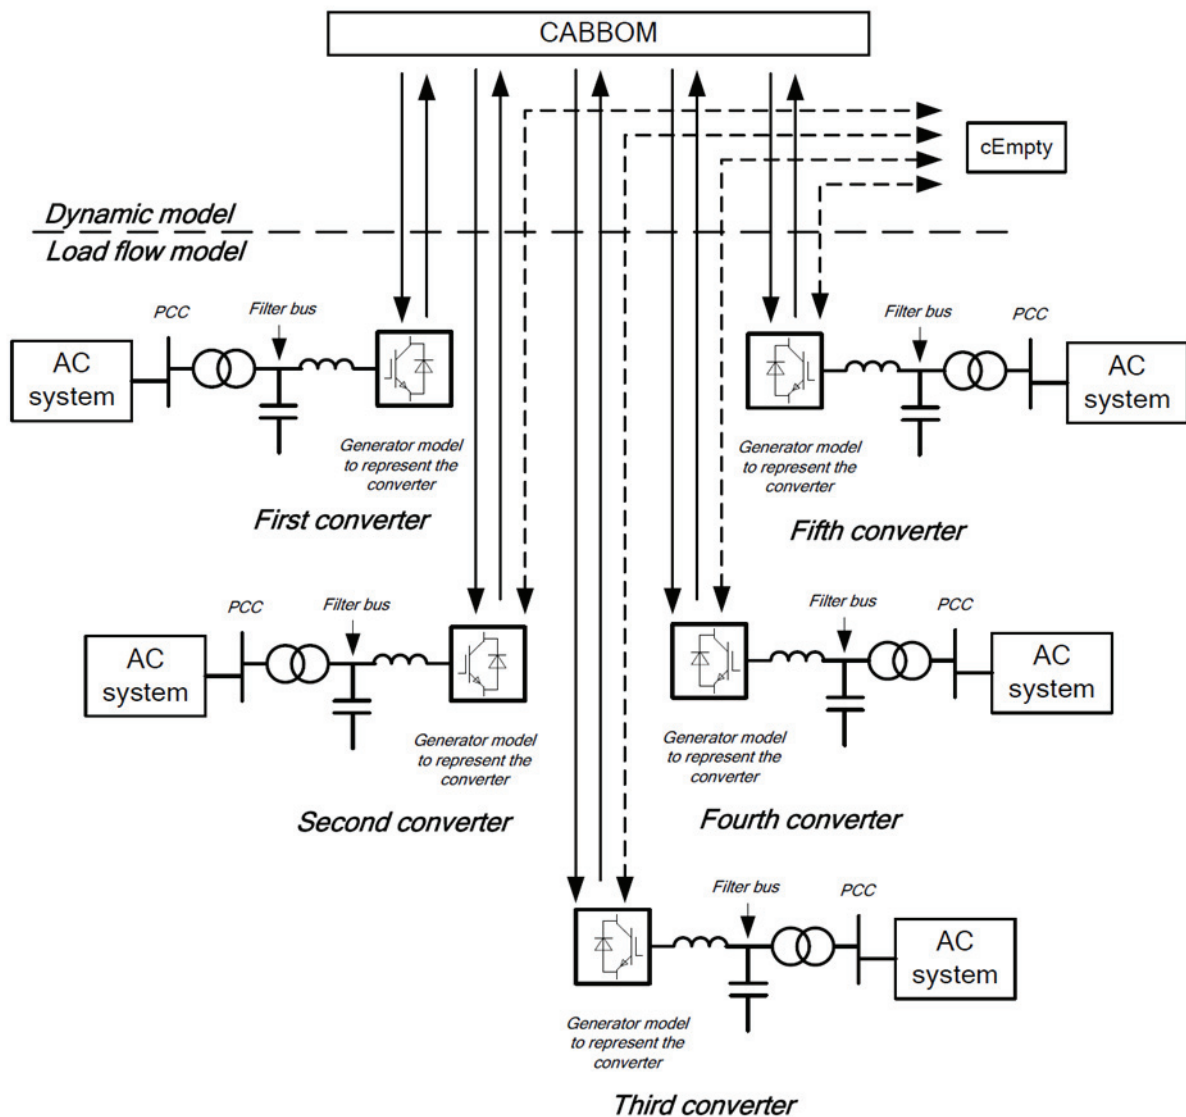 CABBOM
cEmpty
Dynamic model
Load flow model
PCC
Filter bus
AC
system
Generator model
to represent the
converter
First converter
Filter bus
PCC
AC
system
Generator model
to represent the
converter
Fifth converter
PCC
Filter bus
AC
system
Generator model
to represent the
converter
Second converter
Filter bus
PCC
AC
system
Generator model
to represent the
converter
Fourth converter
Filter bus
PCC
AC
system
Generator model
to represent the
converter
Third converter